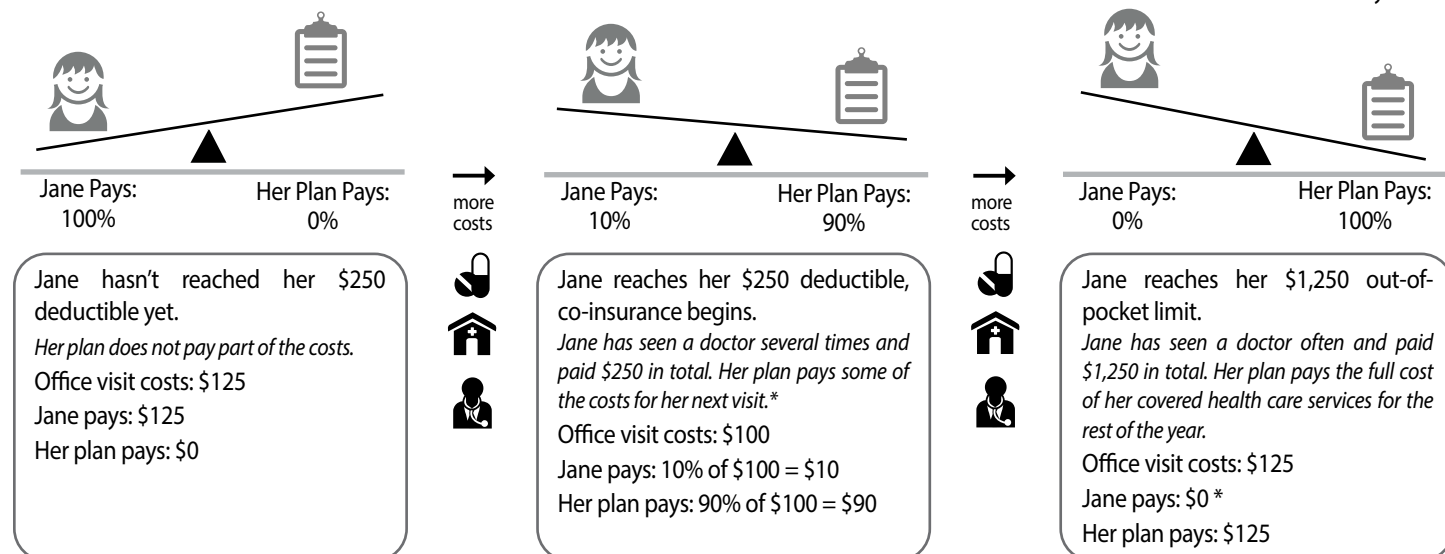 Jane Pays:
100%
Her Plan Pays:
0%
more
costs
Jane Pays:
10%
Her Plan Pays:
90%
more
costs
Jane Pays:
0%
Her Plan Pays:
100%
Jane hasn't reached her $250
deductible yet.
Her plan does not pay part of the costs.
Office visit costs: $125
Jane pays: $125
Her plan pays: $0
Jane reaches her $250 deductible,
co-insurance begins.
Jane has seen a doctor several times and
paid $250 in total. Her plan pays some of
the costs for her next visit.*
Office visit costs: $100
Jane pays: 10% of $100 = $10
Her plan pays: 90% of $100 = $90
Jane reaches her $1,250 out-of-
pocket limit.
Jane has seen a doctor often and paid
$1,250 in total. Her plan pays the full cost
of her covered health care services for the
rest of the year.
Office visit costs: $125
Jane pays: $0 *
Her plan pays: $125